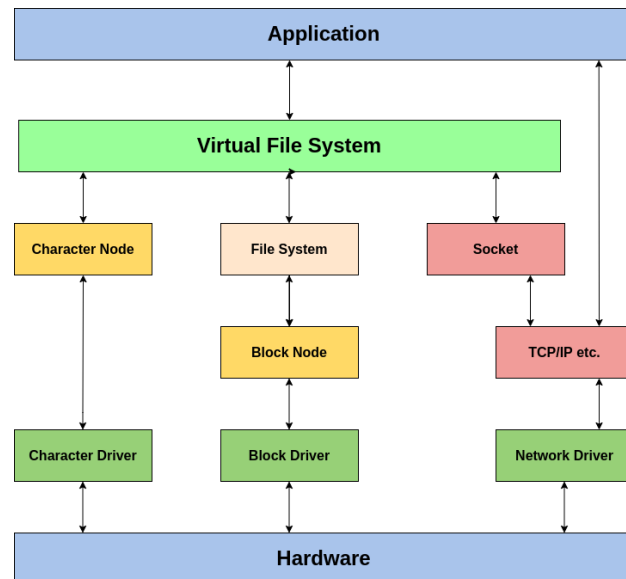 Application
Virtual File System
Character Node
File System
Socket
Block Node
TCP/IP etc.
Character Driver
Block Driver
Network Driver
Hardware